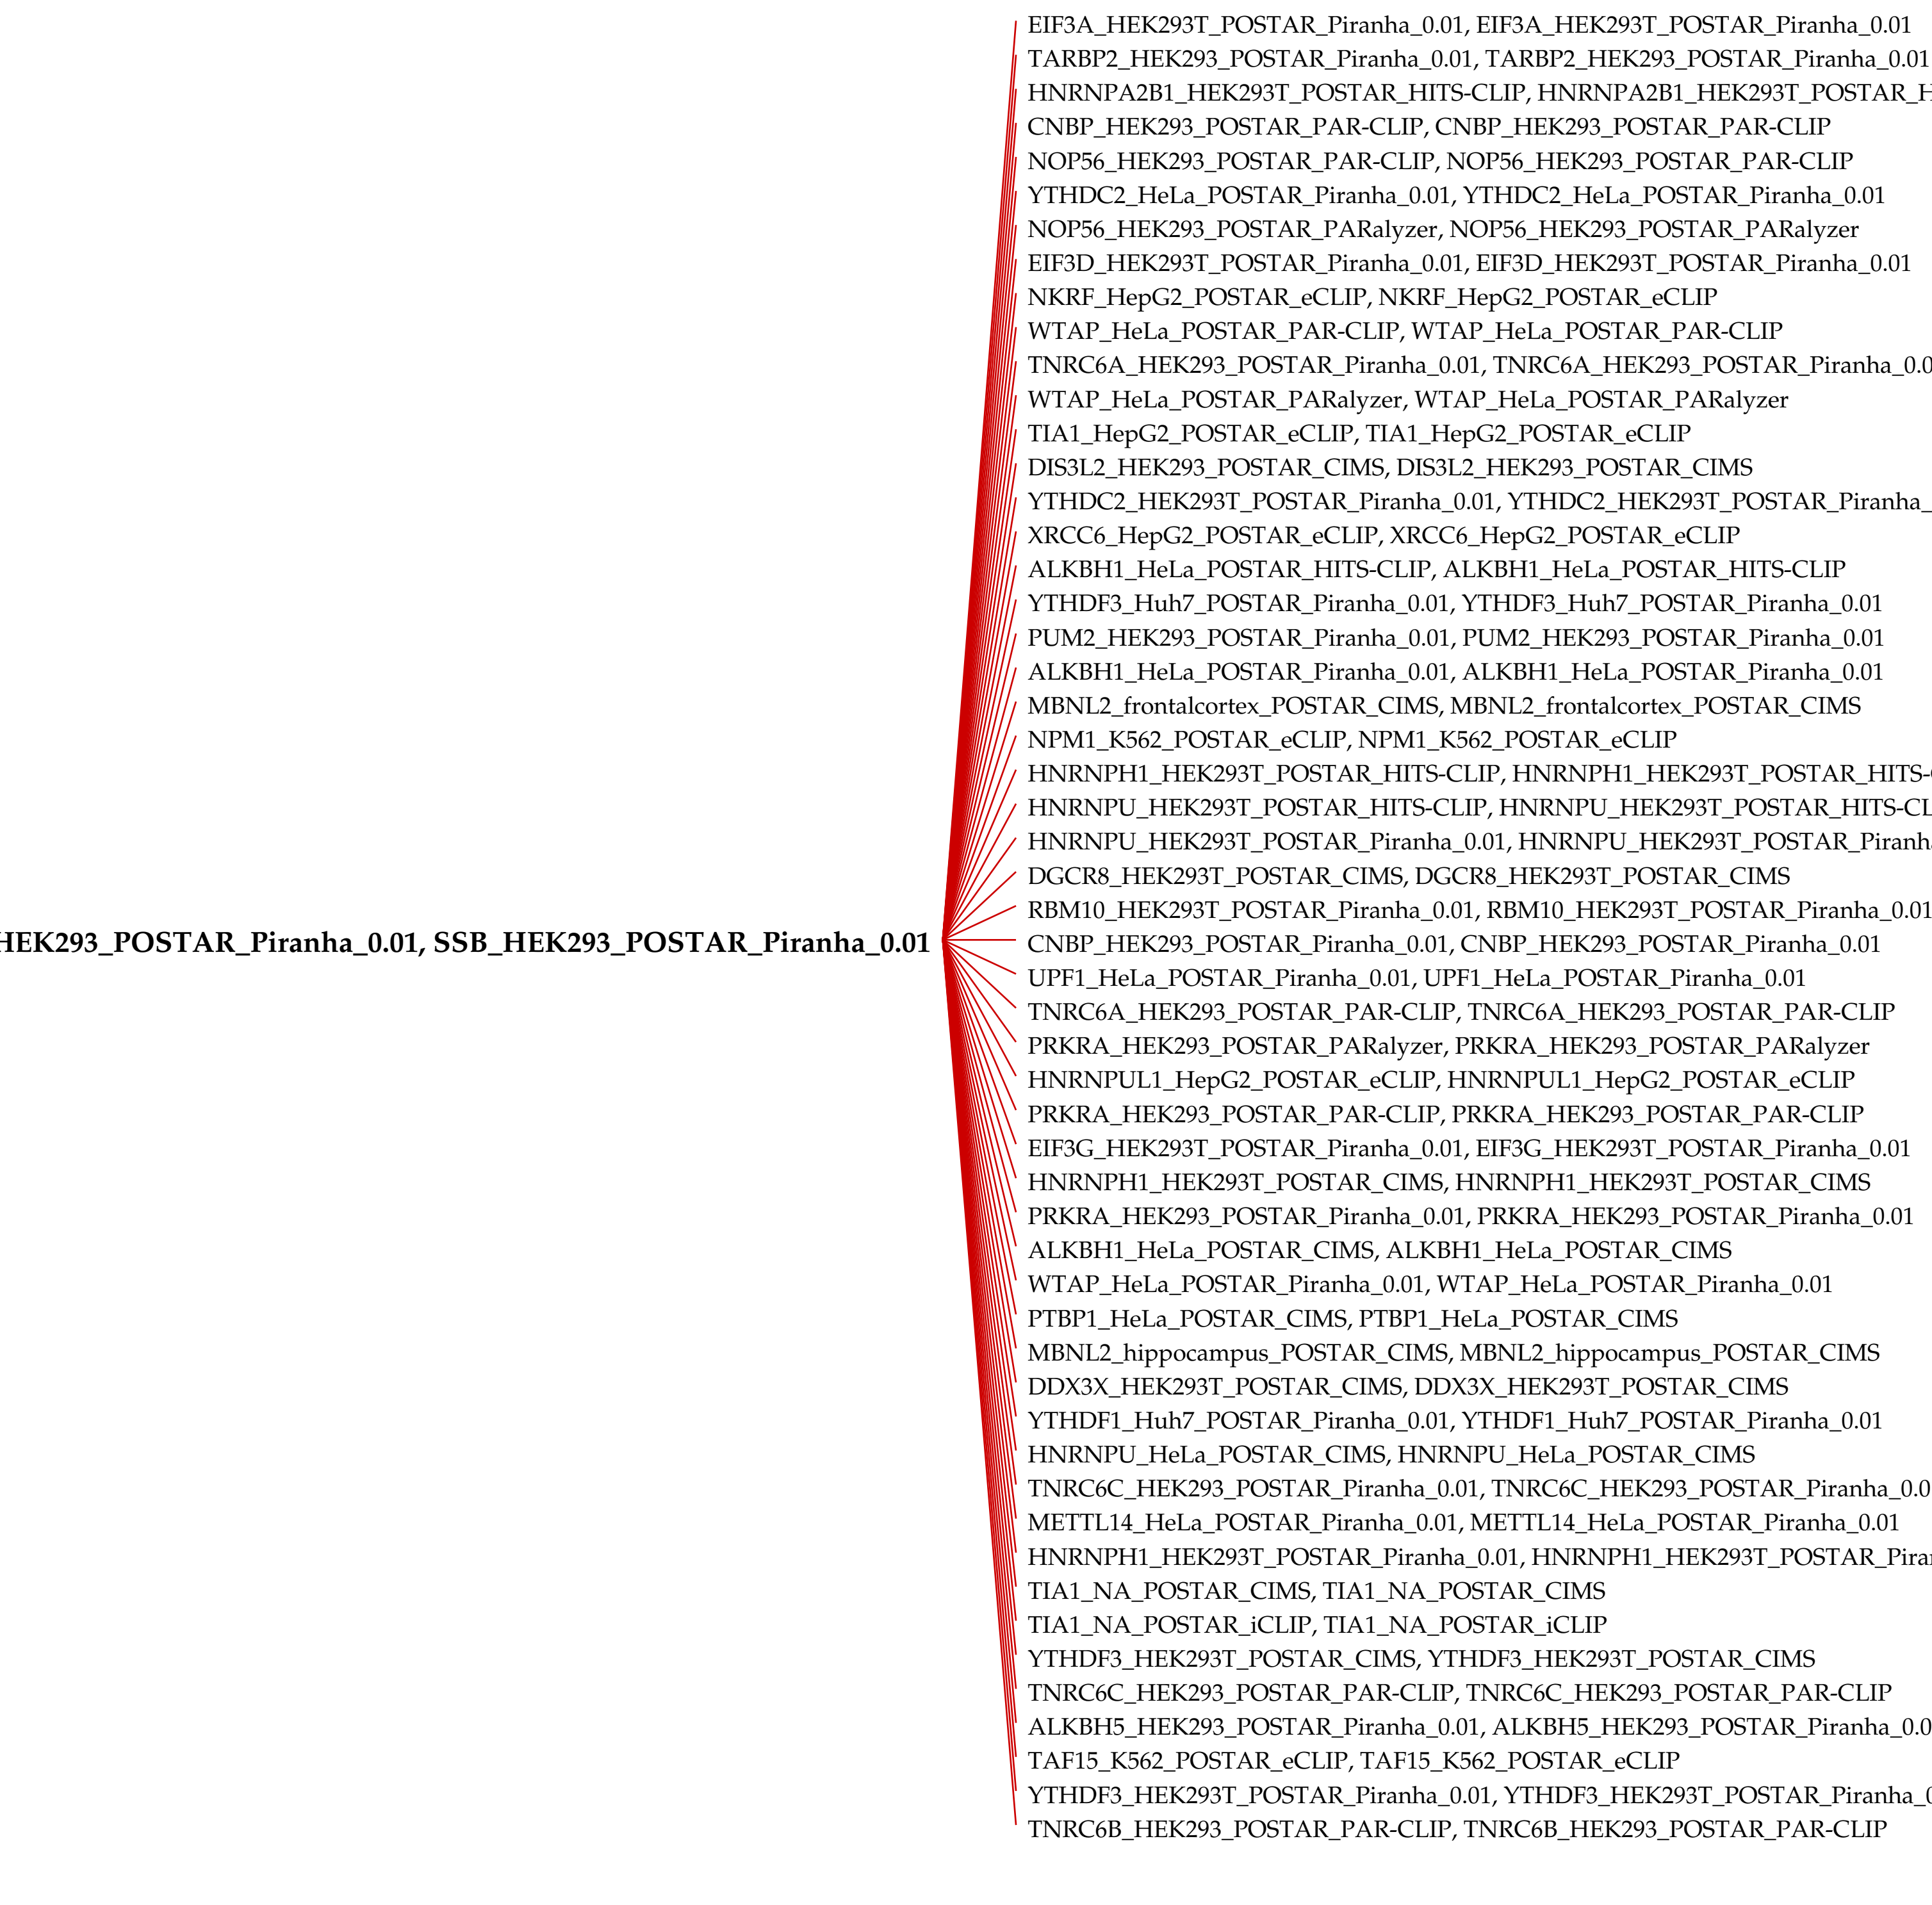 EIF3A_HEK293T_POSTAR_Piranha_0.01, EIF3A_HEK293T_POSTAR_Piranha_0.01
TARBP2_HEK293_POSTAR_Piranha_0.01, TARBP2_HEK293_POSTAR_Piranha_0.01
HNRNPA2B1_HEK293T_POSTAR_HITS-CLIP, HNRNPA2B1_HEK293T_POSTAR_H
CNBP_HEK293_POSTAR_PAR-CLIP, CNBP_HEK293_POSTAR_PAR-CLIP
NOP56_HEK293_POSTAR_PAR-CLIP, NOP56_HEK293_POSTAR_PAR-CLIP
YTHDC2_HeLa_POSTAR_Piranha_0.01, YTHDC2_HeLa_POSTAR_Piranha_0.01
NOP56_HEK293_POSTAR_PARalyzer, NOP56_HEK293_POSTAR_PARalyzer
EIF3D_HEK293T_POSTAR_Piranha_0.01, EIF3D_HEK293T_POSTAR_Piranha_0.01
NKRF_HepG2_POSTAR_eCLIP, NKRF_HepG2_POSTAR_eCLIP
WTAP_HeLa_POSTAR_PAR-CLIP, WTAP_HeLa_POSTAR_PAR-CLIP
TNRC6A_HEK293_POSTAR_Piranha_0.01, TNRC6A_HEK293_POSTAR_Piranha_0.0
WTAP_HeLa_POSTAR_PARalyzer, WTAP_HeLa_POSTAR_PARalyzer
TIA1_HepG2_POSTAR_eCLIP, TIA1_HepG2_POSTAR_eCLIP
DIS3L2_HEK293_POSTAR_CIMS, DIS3L2_HEK293_POSTAR_CIMS
YTHDC2_HEK293T_POSTAR_Piranha_0.01, YTHDC2_HEK293T_POSTAR_Piranha_
XRCC6_HepG2_POSTAR_eCLIP, XRCC6_HepG2_POSTAR_eCLIP
ALKBH1_HeLa_POSTAR_HITS-CLIP, ALKBH1_HeLa_POSTAR_HITS-CLIP
YTHDF3_Huh7_POSTAR_Piranha_0.01, YTHDF3_Huh7_POSTAR_Piranha_0.01
PUM2_HEK293_POSTAR_Piranha_0.01, PUM2_HEK293_POSTAR_Piranha_0.01
ALKBH1_HeLa_POSTAR_Piranha_0.01, ALKBH1_HeLa_POSTAR_Piranha_0.01
MBNL2_frontalcortex_POSTAR_CIMS, MBNL2_frontalcortex_POSTAR_CIMS
NPM1_K562_POSTAR_eCLIP, NPM1_K562_POSTAR_eCLIP
HNRNPH1_HEK293T_POSTAR_HITS-CLIP, HNRNPH1_HEK293T_POSTAR_HITS-
HNRNPU_HEK293T_POSTAR_HITS-CLIP, HNRNPU_HEK293T_POSTAR_HITS-CL
HNRNPU_HEK293T_POSTAR_Piranha_0.01, HNRNPU_HEK293T_POSTAR_Piranh
DGCR8_HEK293T_POSTAR_CIMS, DGCR8_HEK293T_POSTAR_CIMS
RBM10_HEK293T_POSTAR_Piranha_0.01, RBM10_HEK293T_POSTAR_Piranha_0.01
HEK293_POSTAR_Piranha_0.01, SSB_HEK293_POSTAR_Piranha_0.01
CNBP_HEK293_POSTAR_Piranha_0.01, CNBP_HEK293_POSTAR_Piranha_0.01
UPF1_HeLa_POSTAR_Piranha_0.01, UPF1_HeLa_POSTAR_Piranha_0.01
TNRC6A_HEK293_POSTAR_PAR-CLIP, TNRC6A_HEK293_POSTAR_PAR-CLIP
PRKRA_HEK293_POSTAR_PARalyzer, PRKRA_HEK293_POSTAR_PARalyzer
HNRNPUL1_HepG2_POSTAR_eCLIP, HNRNPUL1_HepG2_POSTAR_eCLIP
PRKRA_HEK293_POSTAR_PAR-CLIP, PRKRA_HEK293_POSTAR_PAR-CLIP
EIF3G_HEK293T_POSTAR_Piranha_0.01, EIF3G_HEK293T_POSTAR_Piranha_0.01
HNRNPH1_HEK293T_POSTAR_CIMS, HNRNPH1_HEK293T_POSTAR_CIMS
PRKRA_HEK293_POSTAR_Piranha_0.01, PRKRA_HEK293_POSTAR_Piranha_0.01
ALKBH1_HeLa_POSTAR_CIMS, ALKBH1_HeLa_POSTAR_CIMS
WTAP_HeLa_POSTAR_Piranha_0.01, WTAP_HeLa_POSTAR_Piranha_0.01
PTBP1_HeLa_POSTAR_CIMS, PTBP1_HeLa_POSTAR_CIMS
MBNL2_hippocampus_POSTAR_CIMS, MBNL2_hippocampus_POSTAR_CIMS
DDX3X_HEK293T_POSTAR_CIMS, DDX3X_HEK293T_POSTAR_CIMS
YTHDF1_Huh7_POSTAR_Piranha_0.01, YTHDF1_Huh7_POSTAR_Piranha_0.01
HNRNPU_HeLa_POSTAR_CIMS, HNRNPU_HeLa_POSTAR_CIMS
TNRC6C_HEK293_POSTAR_Piranha_0.01, TNRC6C_HEK293_POSTAR_Piranha_0.0
METTL14_HeLa_POSTAR_Piranha_0.01, METTL14_HeLa_POSTAR_Piranha_0.01
HNRNPH1_HEK293T_POSTAR_Piranha_0.01, HNRNPH1_HEK293T_POSTAR_Pira
TIA1_NA_POSTAR_CIMS, TIA1_NA_POSTAR_CIMS
TIA1_NA_POSTAR_iCLIP, TIA1_NA_POSTAR_iCLIP
YTHDF3_HEK293T_POSTAR_CIMS, YTHDF3_HEK293T_POSTAR_CIMS
TNRC6C_HEK293_POSTAR_PAR-CLIP, TNRC6C_HEK293_POSTAR_PAR-CLIP
ALKBH5_HEK293_POSTAR_Piranha_0.01, ALKBH5_HEK293_POSTAR_Piranha_0.0
TAF15_K562_POSTAR_eCLIP, TAF15_K562_POSTAR_eCLIP
YTHDF3_HEK293T_POSTAR_Piranha_0.01, YTHDF3_HEK293T_POSTAR_Piranha_0
TNRC6B_HEK293_POSTAR_PAR-CLIP, TNRC6B_HEK293_POSTAR_PAR-CLIP